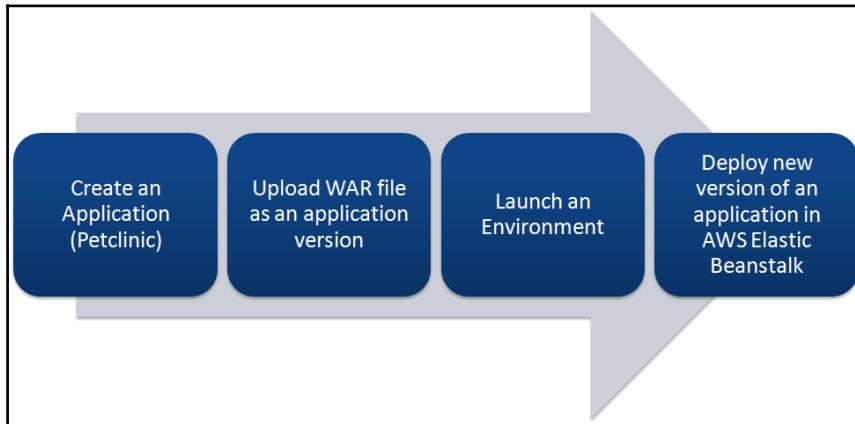 Create an
Application
(Petclinic)
Upload WAR file
as an application
version
Launch an
Environment
Deploy new
version of an
application in
AWS Elastic
Beanstalk